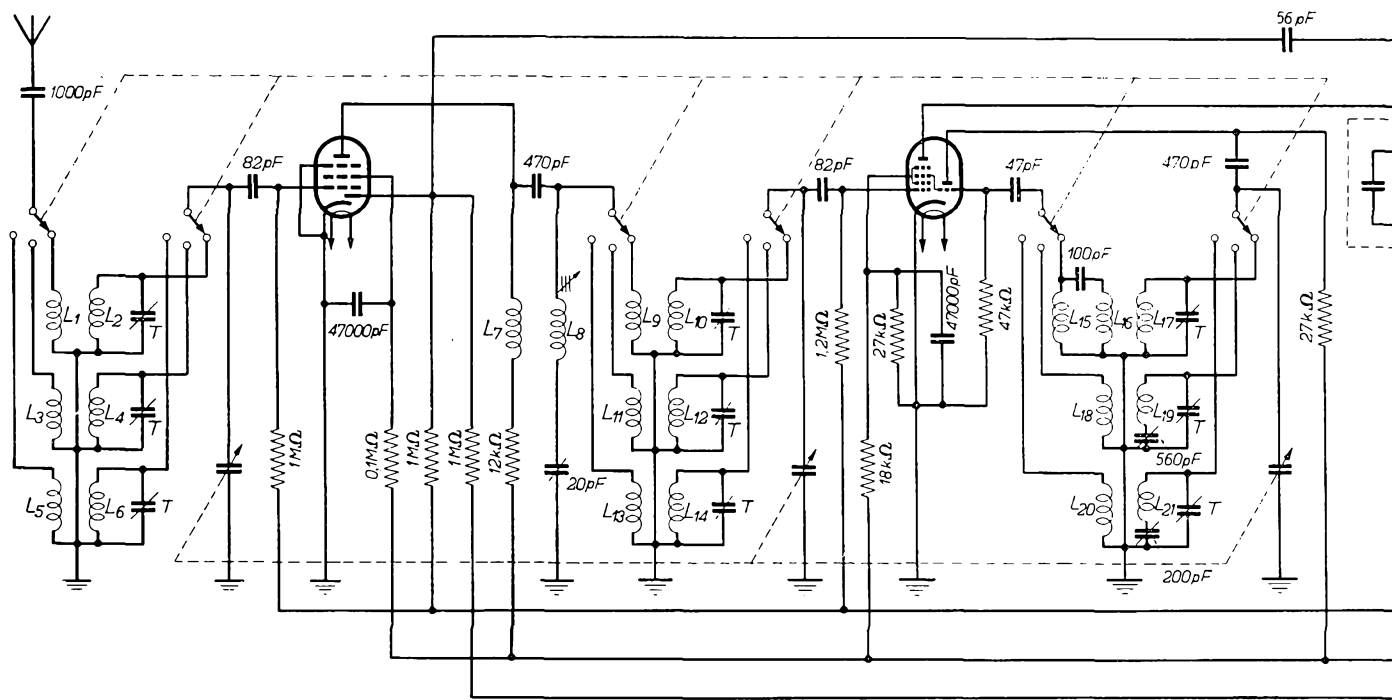 56pF
1000pF
82pF
470pF
82pF
47pF
470pF
100pF
L1
L2
T
47000pF
L7
L8
L9
L10
T
1,2MΩ
27kΩ
47000pF
47kΩ
L15
L16
L17
T
27kΩ
L3
L4
T
L11
L12
T
L18
L19
T
560pF
1MΩ
0,1MΩ
1MΩ
1MΩ
12kΩ
20pF
18kΩ
L5
L6
T
L13
L14
T
L20
L21
T
200pF